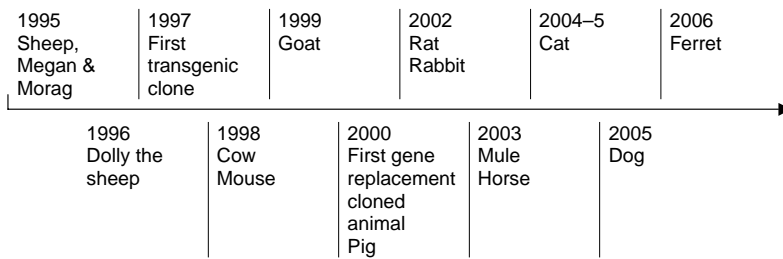 1995
Sheep,
Megan &
Morag
1997
First
transgenic
clone
1999
Goat
2002
Rat
Rabbit
2004–5
Cat
2006
Ferret
1996
Dolly the
sheep
1998
Cow
Mouse
2000
First gene
replacement
cloned
animal
Pig
2003
Mule
Horse
2005
Dog